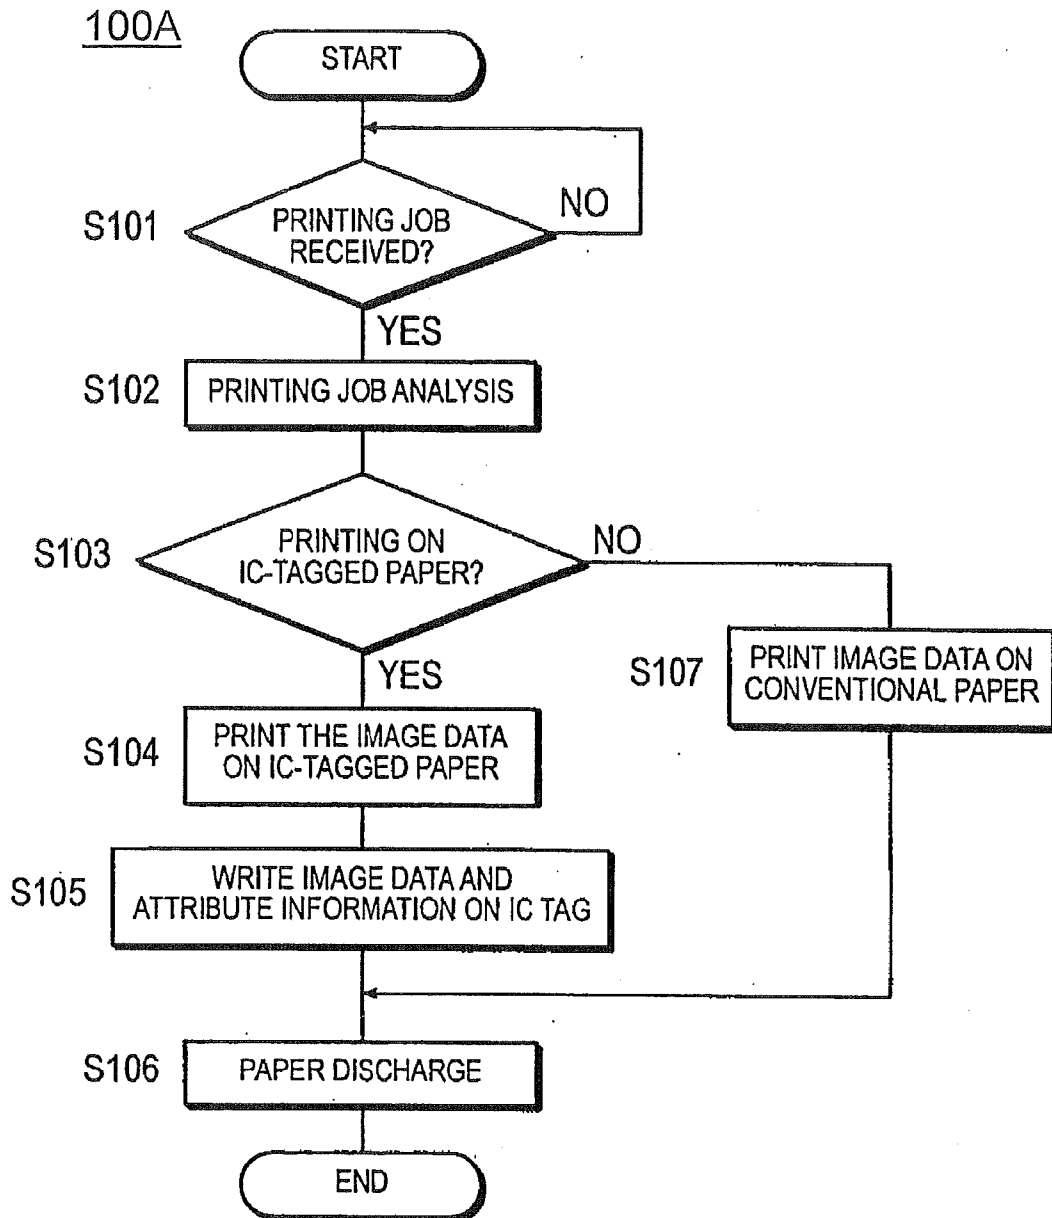 100A
START
S101
PRINTING JOB
RECEIVED?
NO
YES
S102
PRINTING JOB ANALYSIS
S103
PRINTING ON
IC-TAGGED PAPER?
NO
YES
S104
PRINT THE IMAGE DATA
ON IC-TAGGED PAPER
S107
PRINT IMAGE DATA ON
CONVENTIONAL PAPER
S105
WRITE IMAGE DATA AND
ATTRIBUTE INFORMATION ON IC TAG
S106
PAPER DISCHARGE
END